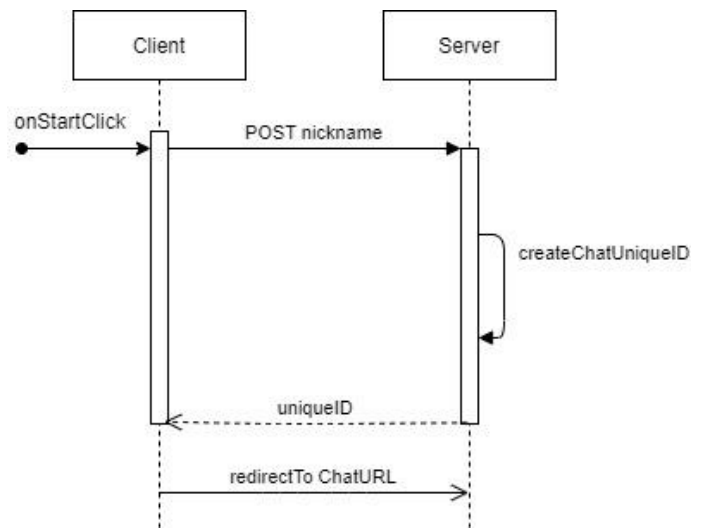 Client
Server
onStartClick
POST nickname
createChatUniqueID
uniqueID
redirectTo ChatURL